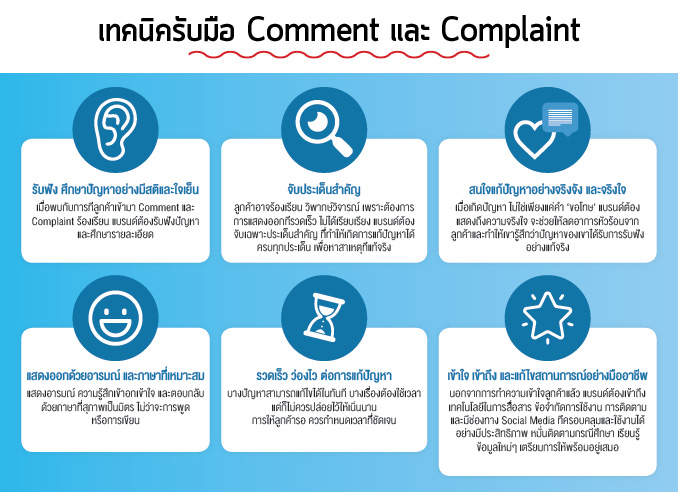 เทคนิครับมือ Comment และ Complaint
รับฟัง ศึกษาปัญหาอย่างมีสติและใจเย็น
เมื่อพบกับการที่ลูกค้าเข้ามา Comment และ
Complaint ร้องเรียน แบรนด์ต้องรับฟังปัญหา
และศึกษารายละเอียด
จับประเด็นสำคัญ
ลูกค้าอาจร้องเรียน วิพากษ์วิจารณ์ เพราะต้องการ
การแสดงออกที่รวดเร็ว ไม่ได้เรียบเรียง แบรนด์ต้อง
จับเฉพาะประเด็นสำคัญ ที่ทำให้เกิดการแก้ปัญหาได้
ครบทุกประเด็น เพื่อหาสาเหตุที่แท้จริง
สนใจแก้ปัญหาอย่างจริงจัง และจริงใจ
เมื่อเกิดปัญหา ไม่ใช่เพียงแค่คำ 'ขอโทษ' แบรนด์ต้อง
แสดงถึงความจริงใจ จะช่วยให้ลดอาการหัวร้อนจาก
ลูกค้าและทำให้เขารู้สึกว่าปัญหาของเขาได้รับการรับฟัง
อย่างแท้จริง
แสดงออกด้วยอารมณ์ และภาษาที่เหมาะสม
แสดงอารมณ์ ความรู้สึกเข้าอกเข้าใจ และตอบกลับ
ด้วยภาษาที่สุภาพเป็นมิตร ไม่ว่าจะการพูด
หรือการเขียน
รวดเร็ว ว่องไว ต่อการแก้ปัญหา
บางปัญหาสามารถแก้ไขได้ในทันที บางเรื่องต้องใช้เวลา
แต่ก็ไม่ควรปล่อยไว้ให้เนิ่นนาน
การให้ลูกค้ารอ ควรกำหนดเวลาที่ชัดเจน
เข้าใจ เข้าถึง และแก้ไขสถานการณ์อย่างมืออาชีพ
นอกจากการทำความเข้าใจลูกค้าแล้ว แบรนด์ต้องเข้าถึง
เทคโนโลยีในการสื่อสาร ข้อจำกัดการใช้งาน การติดตาม
และมีช่องทาง Social Media ที่ครอบคลุมและใช้งานได้
อย่างมีประสิทธิภาพ หมั่นติดตามกรณีศึกษา เรียนรู้
ข้อมูลใหม่ๆ เตรียมการให้พร้อมอยู่เสมอ